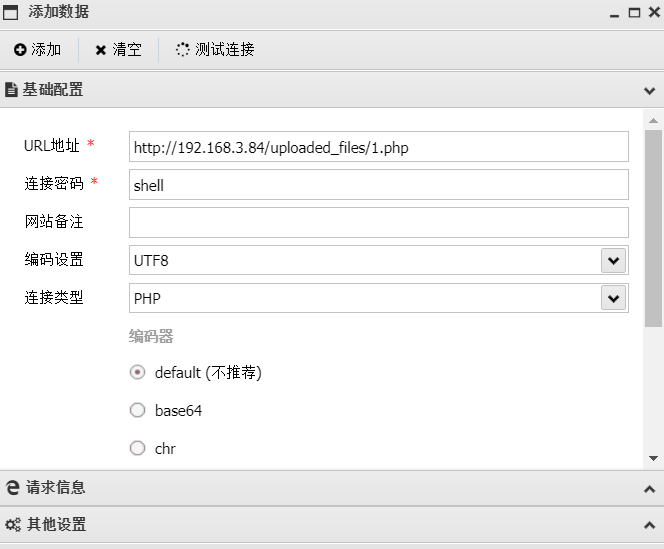 添加数据
添加 清空 测试连接
基础配置
URL地址 * http://192.168.3.84/uploaded_files/1.php
连接密码 * shell
网站备注
编码设置 UTF8
连接类型 PHP
编码器
default (不推荐)
base64
chr
请求信息
其他设置